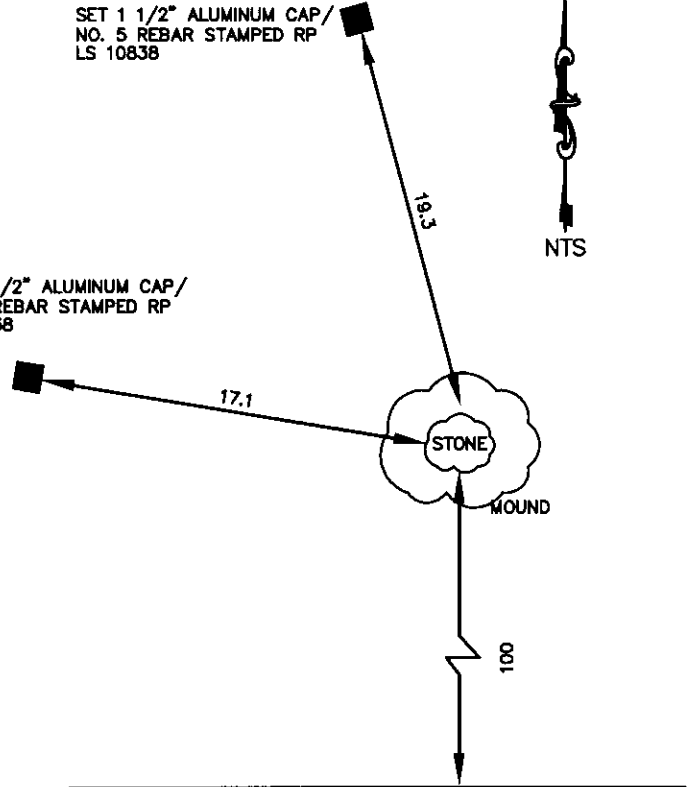 SET 1 1/2" ALUMINUM CAP/
NO. 5 REBAR STAMPED RP
LS 10838
19.3
NTS
/2" ALUMINUM CAP/
REBAR STAMPED RP
8
17.1
STONE
MOUND
100